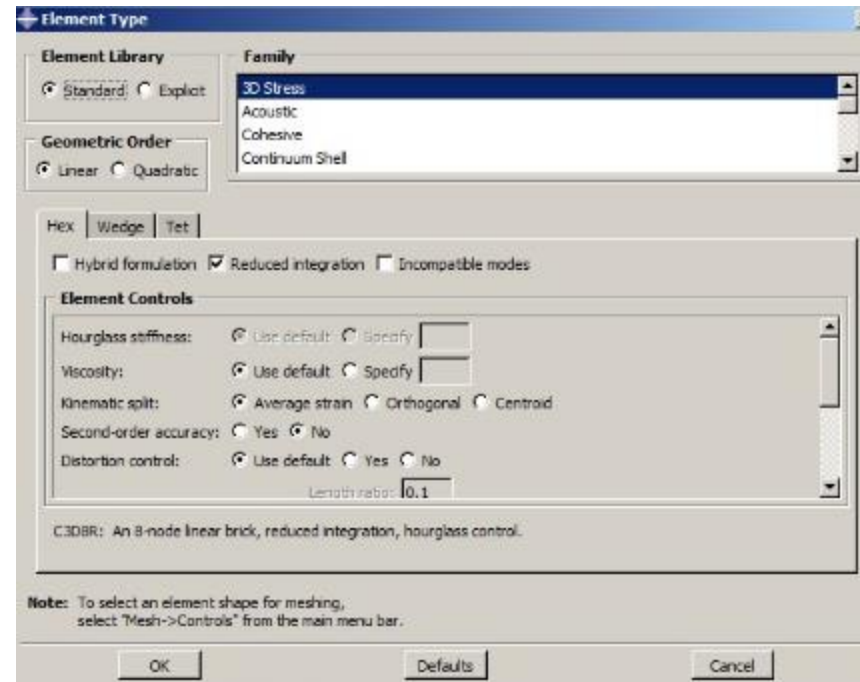 Element Type
Element Library
Standard Explicit
Family
3D Stress
Acoustic
Cohesive
Continuum Shell
Geometric Order
Linear Quadratic
Hex Wedge Tet
Hybrid formulation Reduced integration Incompatible modes
Element Controls
Hourglass stiffness: Use default Specify
Viscosity: Use default Specify
Kinematic split: Average strain Orthogonal Centroid
Second-order accuracy: Yes No
Distortion control: Use default Yes No
Length ratio: 0.1
C3D8R: An 8-node linear brick, reduced integration, hourglass control.
Note: To select an element shape for meshing,
select "Mesh->Controls" from the main menu bar.
OK Defaults Cancel